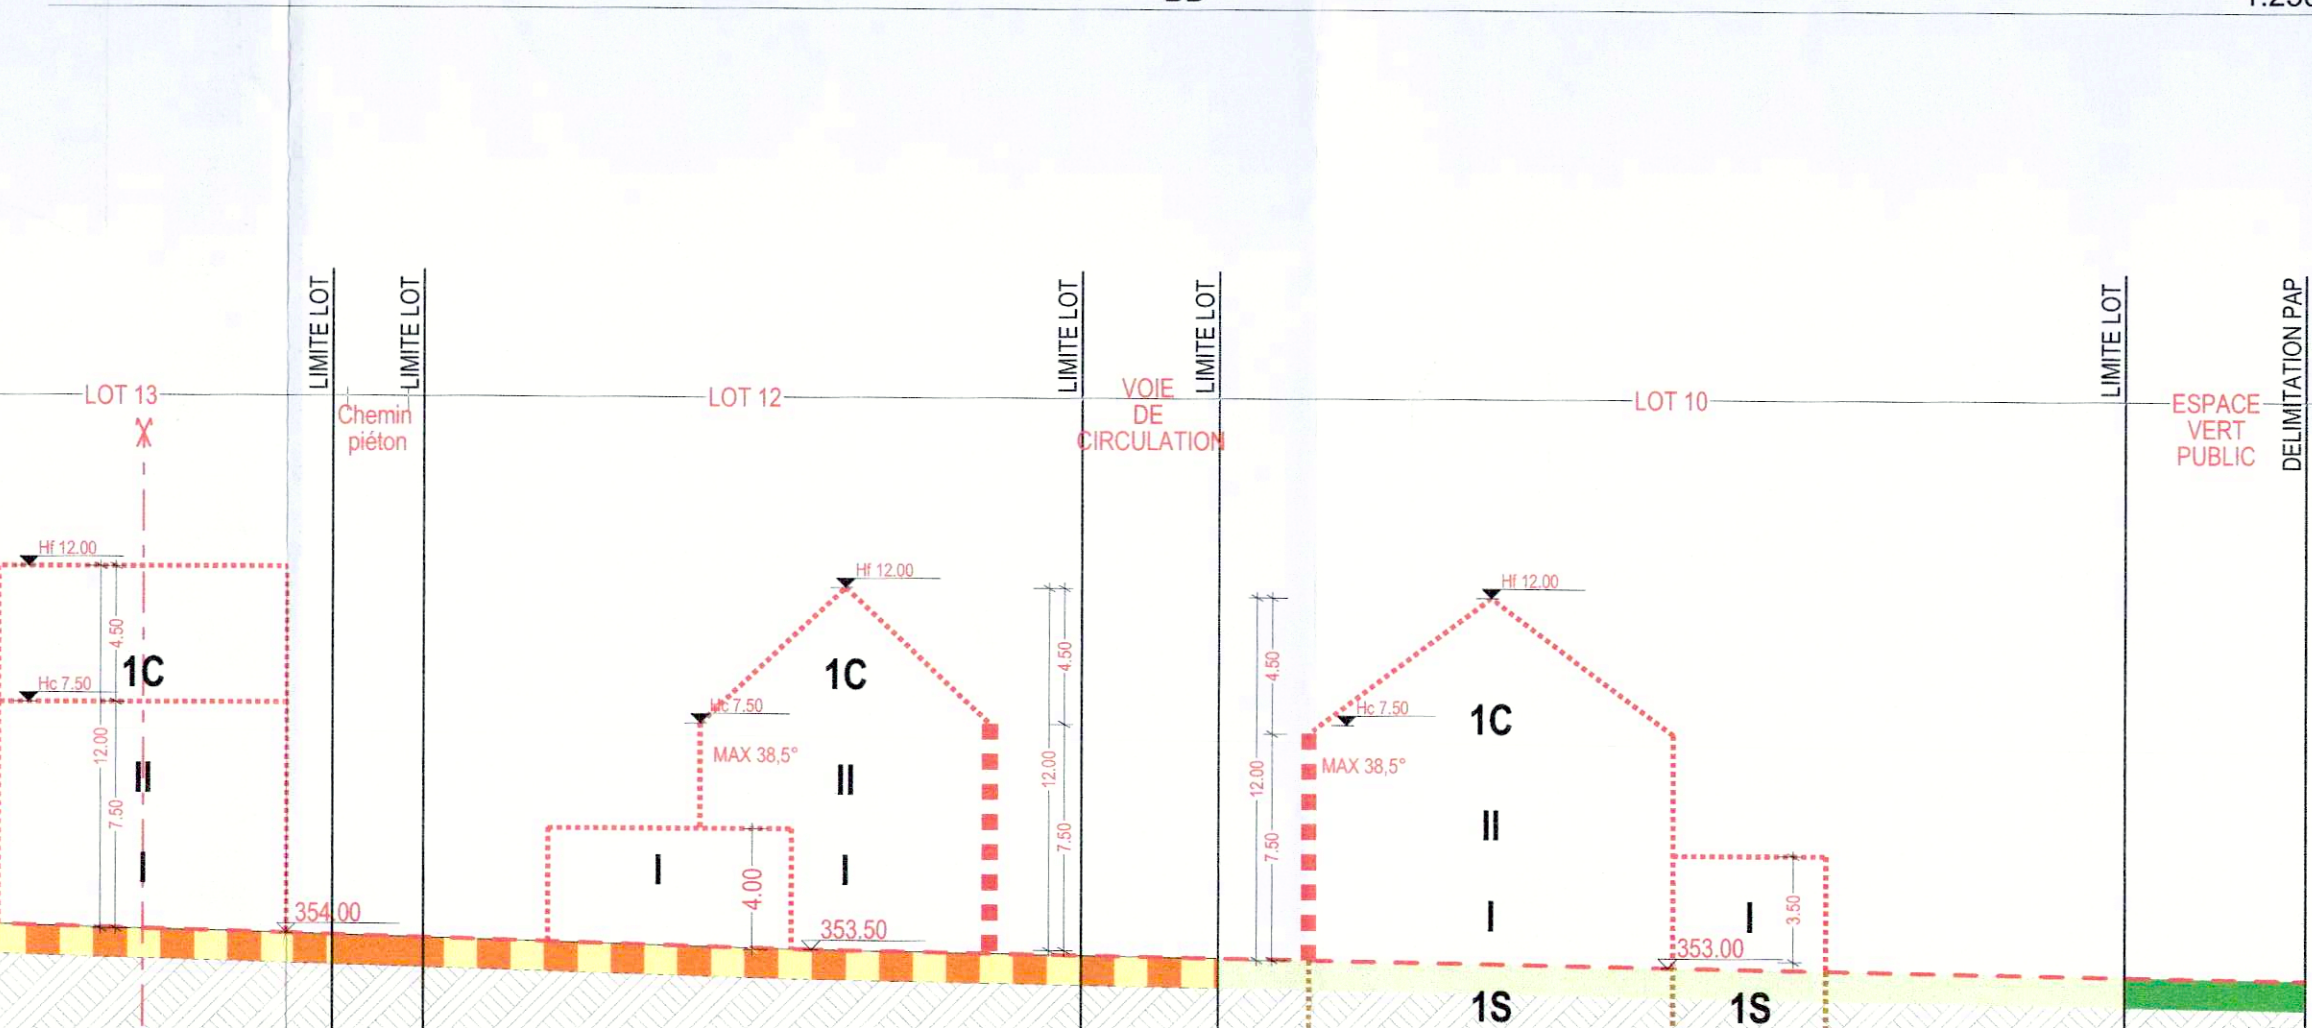 LIMITE LOT
LIMITE LOT
LIMITE LOT
LIMITE LOT
LIMITE LOT
DELIMITATION PAP
LOT 13
Chemin
piéton
LOT 12
VOIE
DE
CIRCULATION
LOT 10
ESPACE
VERT
PUBLIC
Hf 12.00
4.50
1C
Hc 7.50
12.00
II
7.50
I
354.00
Hf 12.00
1C
Hc 7.50
MAX 38,5°
II
I
I
4.00
353.50
4.50
12.00
7.50
Hf 12.00
4.50
Hc 7.50
1C
MAX 38,5°
12.00
7.50
II
I
I
3.50
353.00
1S
1S